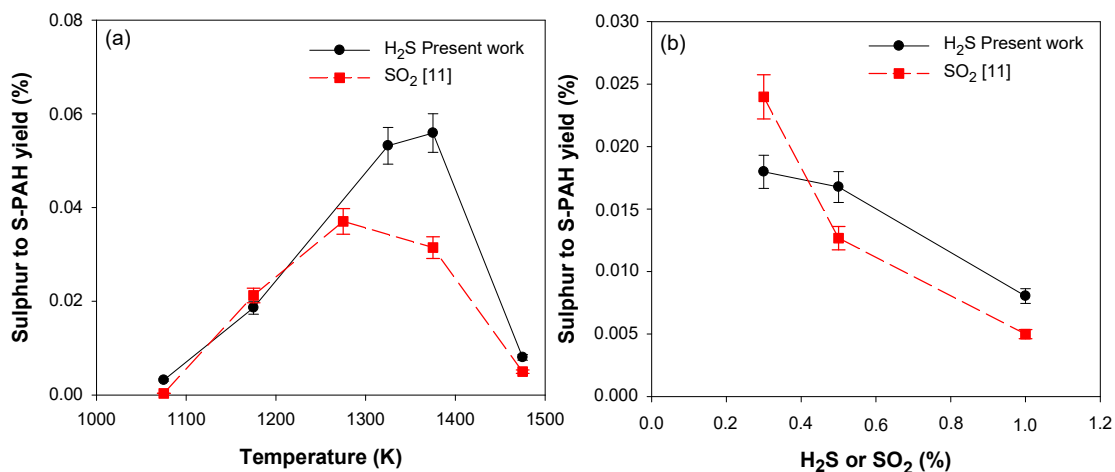 (a)
H₂S Present work
SO₂ [11]
Sulphur to S-PAH yield (%)
0.08
0.06
0.04
0.02
0.00
1000 1100 1200 1300 1400 1500
Temperature (K)
(b)
H₂S Present work
SO₂ [11]
Sulphur to S-PAH yield (%)
0.030
0.025
0.020
0.015
0.010
0.005
0.000
0.0 0.2 0.4 0.6 0.8 1.0 1.2
H₂S or SO₂ (%)